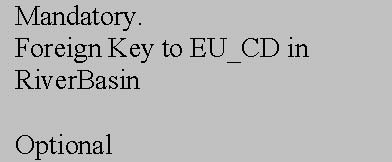 Mandatory.
Foreign Key to EU_CD in
RiverBasin
Optional